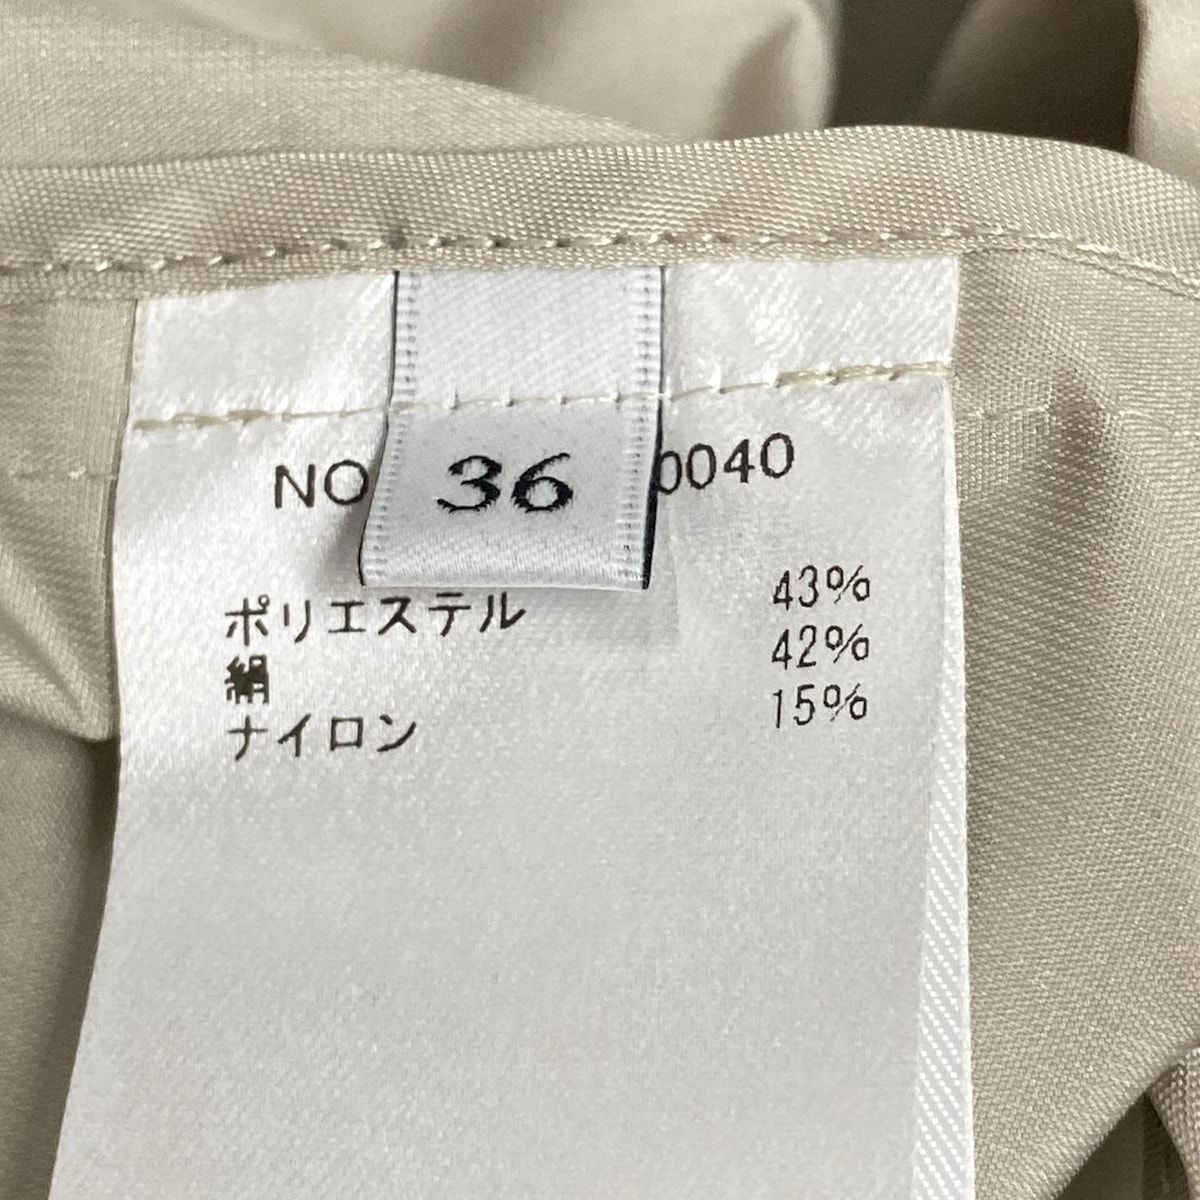 NO 36 0040
ポリエステル 43%
絹 42%
ナイロン 15%